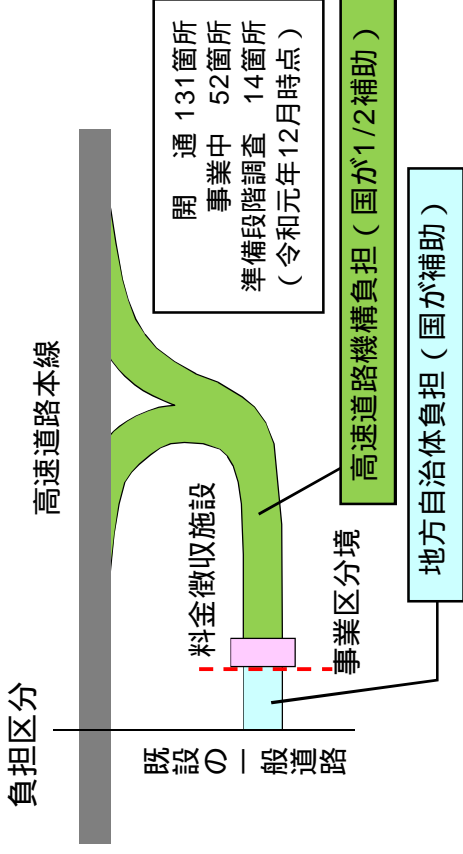 負担区分
高速道路本線
開　通 131箇所
事業中　52箇所
準備段階調査　14箇所
（令和元年12月時点）
料金徴収施設
高速道路機構負担（国が1/2補助）
事業区分境
地方自治体負担（国が補助）
既設の一般道路